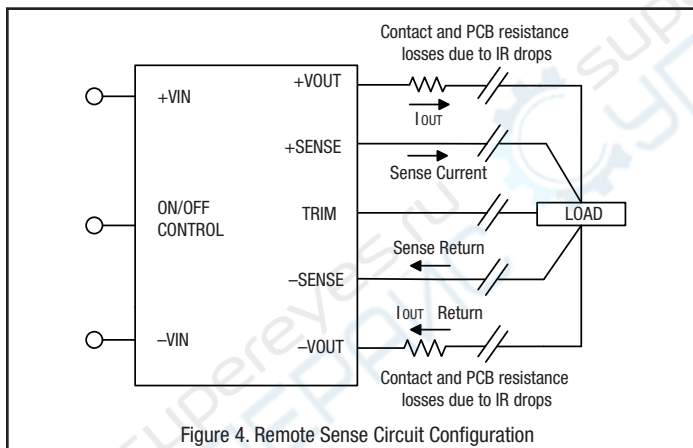 Contact and PCB resistance
losses due to IR drops
+VOUT
+VIN
IOUT
+SENSE
Sense Current
ON/OFF
CONTROL
TRIM
LOAD
Sense Return
–SENSE
IOUT Return
–VIN
–VOUT
Contact and PCB resistance
losses due to IR drops
Figure 4. Remote Sense Circuit Configuration
supereyes.ru